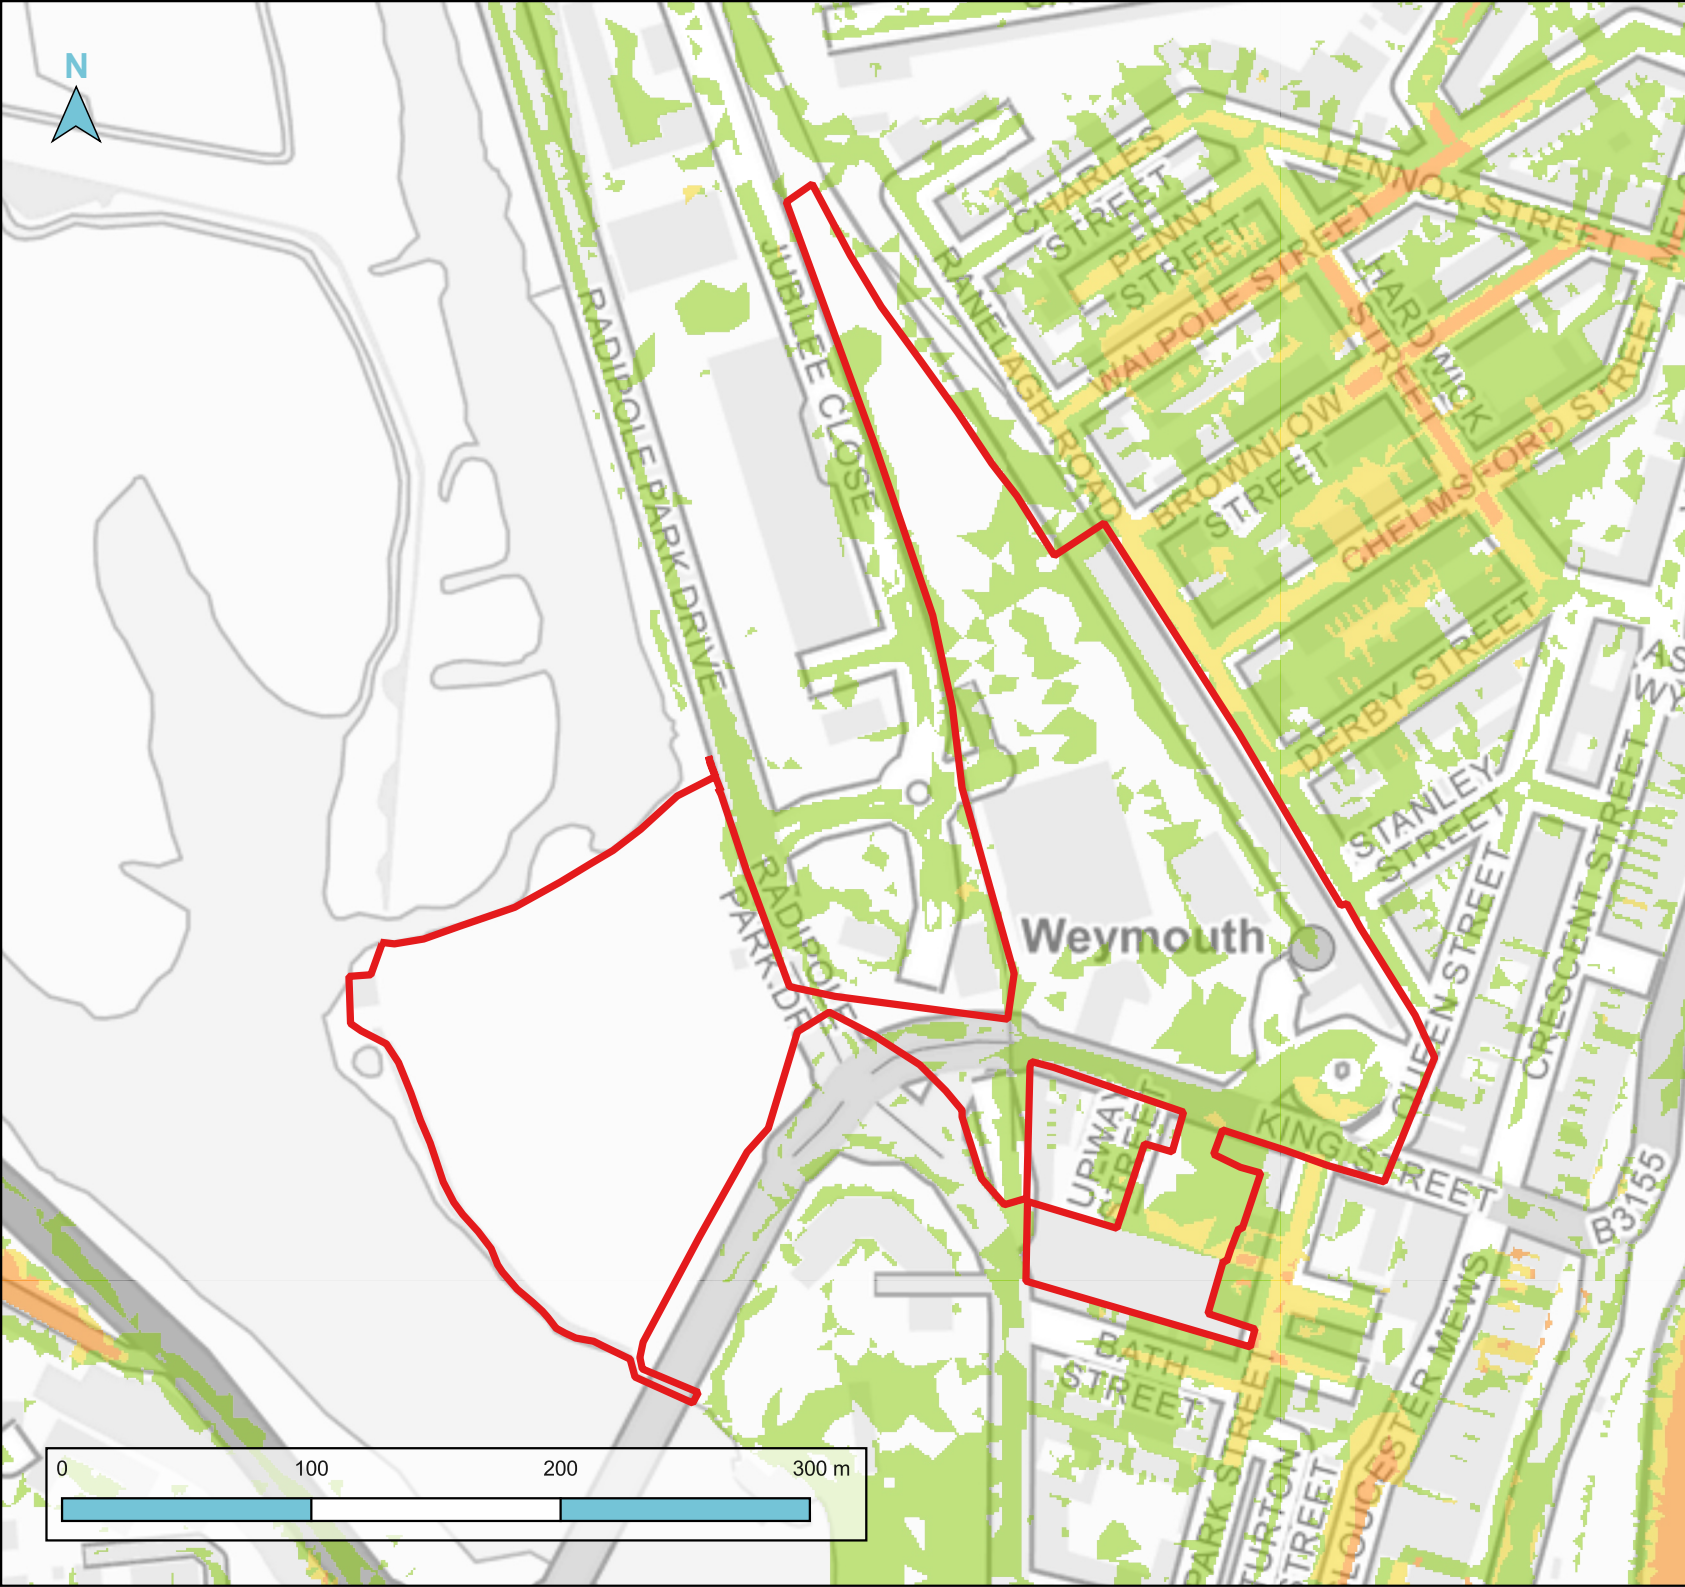 N
LENNOX STREET
CHARLES
STREET
PENNY
STREET
WALPOLE STREET
HARDWICK
STREET
JUBILEE CLOSE
RANELAGH ROAD
RADIPOLE PARK DRIVE
BROWNLOW
STREET
CHELMSFORD STREET
DERBY STREET
STANLEY
STREET
QUEEN STREET
CRESCENT STREET
RADIPOLE
PARK DR
Weymouth
UPWAY
STREET
KING STREET
B3155
BATH
STREET
PARK STREET
TURTON
STREET
GLOUCESTER MEWS
0
100
200
300 m